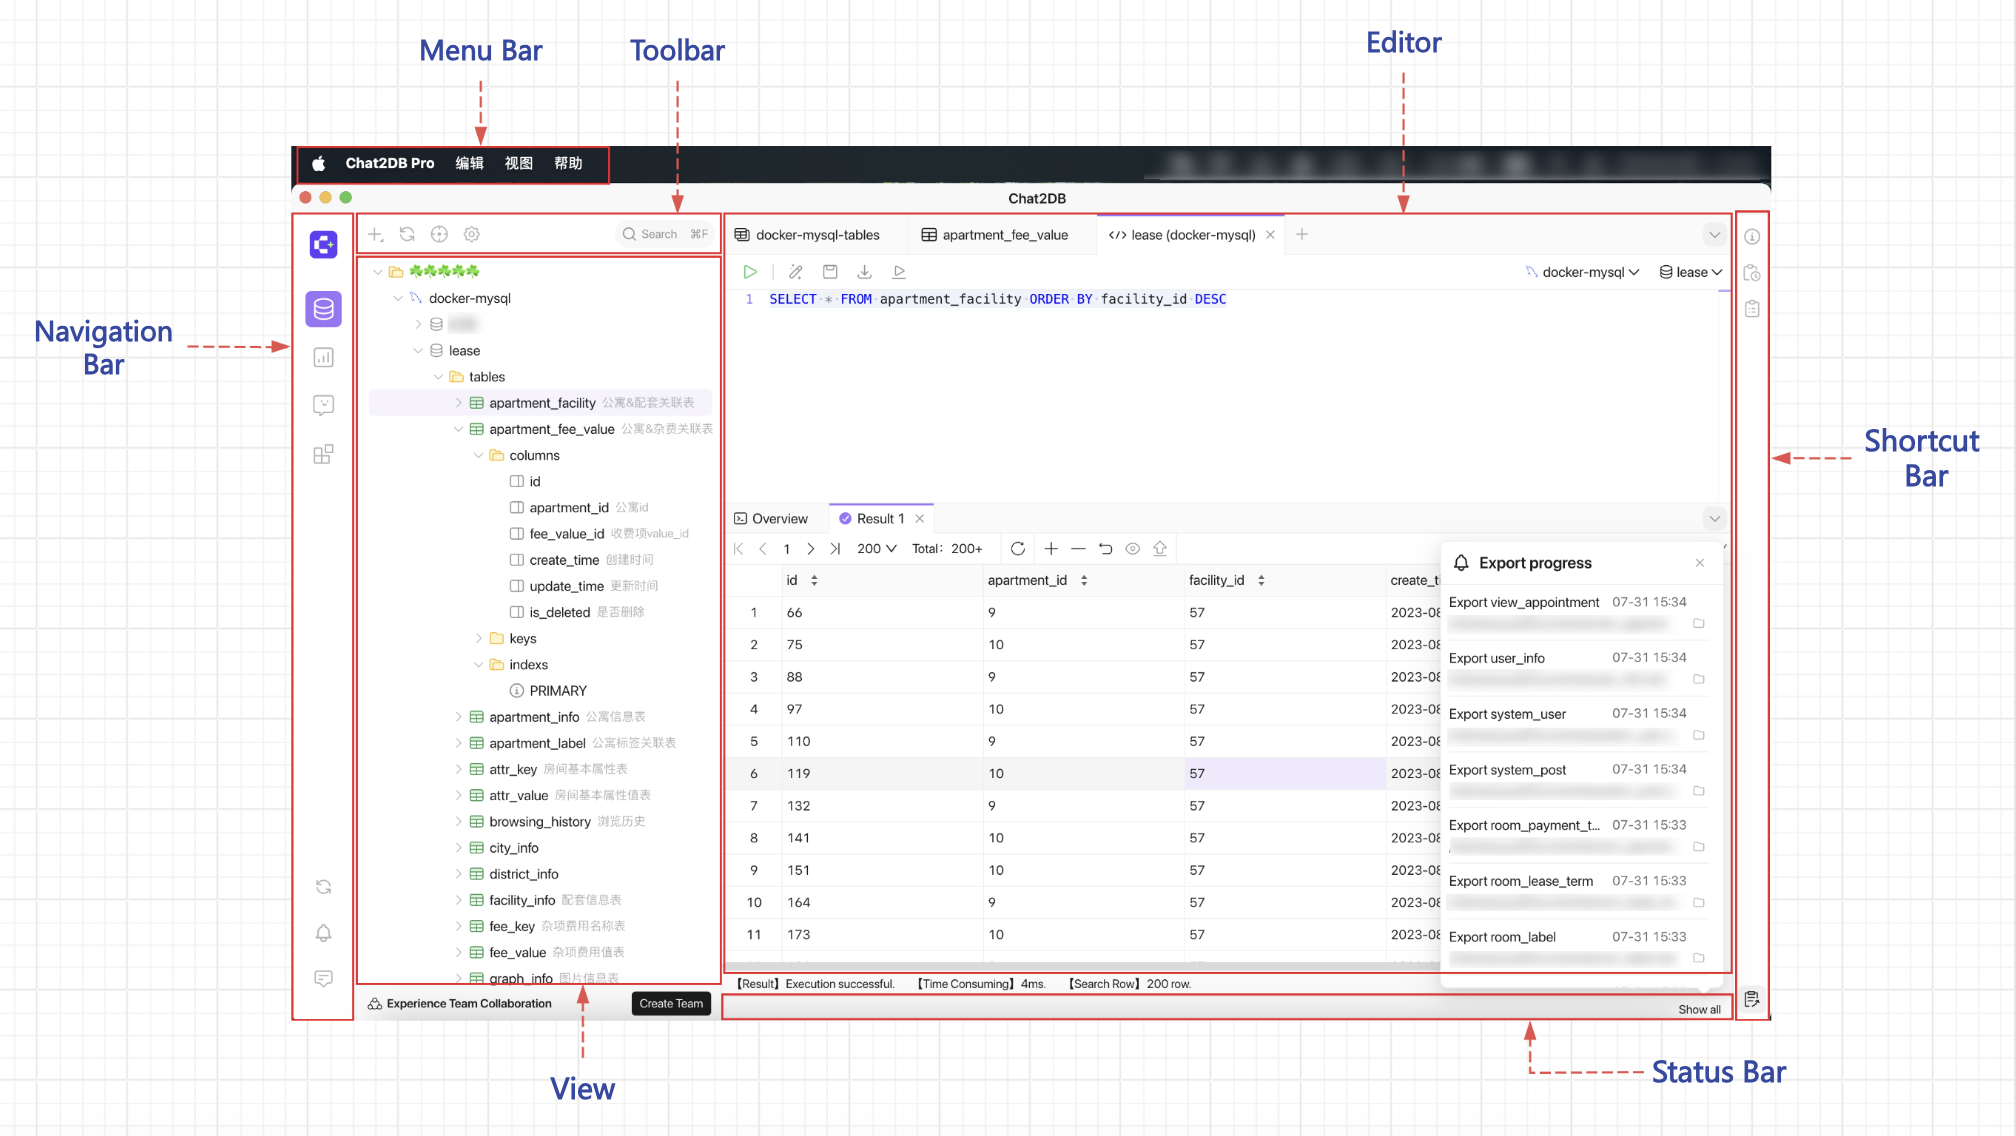 Menu Bar
Toolbar
Editor
Chat2DB Pro 编辑 视图 帮助
Chat2DB
Search ⌘F
docker-mysql-tables apartment_fee_value </> lease (docker-mysql)
docker-mysql lease
1 SELECT * FROM apartment_facility ORDER BY facility_id DESC
Navigation
Bar
docker-mysql
lease
tables
apartment_facility 公寓&配套关联表
apartment_fee_value 公寓&杂费关联表
columns
id
apartment_id 公寓id
fee_value_id 收费项value_id
create_time 创建时间
update_time 更新时间
is_deleted 是否删除
keys
indexs
PRIMARY
apartment_info 公寓信息表
apartment_label 公寓标签关联表
attr_key 房间基本属性表
attr_value 房间基本属性值表
browsing_history 浏览历史
city_info
district_info
facility_info 配套信息表
fee_key 杂项费用名称表
fee_value 杂项费用值表
graph_info 图片信息表
Experience Team Collaboration Create Team
Shortcut
Bar
Overview Result 1
1 200 Total: 200+
id apartment_id facility_id create_ti
1 66 9 57 2023-08
2 75 10 57 2023-08
3 88 9 57 2023-08
4 97 10 57 2023-08
5 110 9 57 2023-08
6 119 10 57 2023-08
7 132 9 57 2023-08
8 141 10 57 2023-08
9 151 10 57 2023-08
10 164 9 57 2023-08
11 173 10 57 2023-08
Export progress
Export view_appointment 07-31 15:34
Export user_info 07-31 15:34
Export system_user 07-31 15:34
Export system_post 07-31 15:34
Export room_payment_t... 07-31 15:33
Export room_lease_term 07-31 15:33
Export room_label 07-31 15:33
【Result】Execution successful. 【Time Consuming】4ms. 【Search Row】200 row.
Show all
View
Status Bar